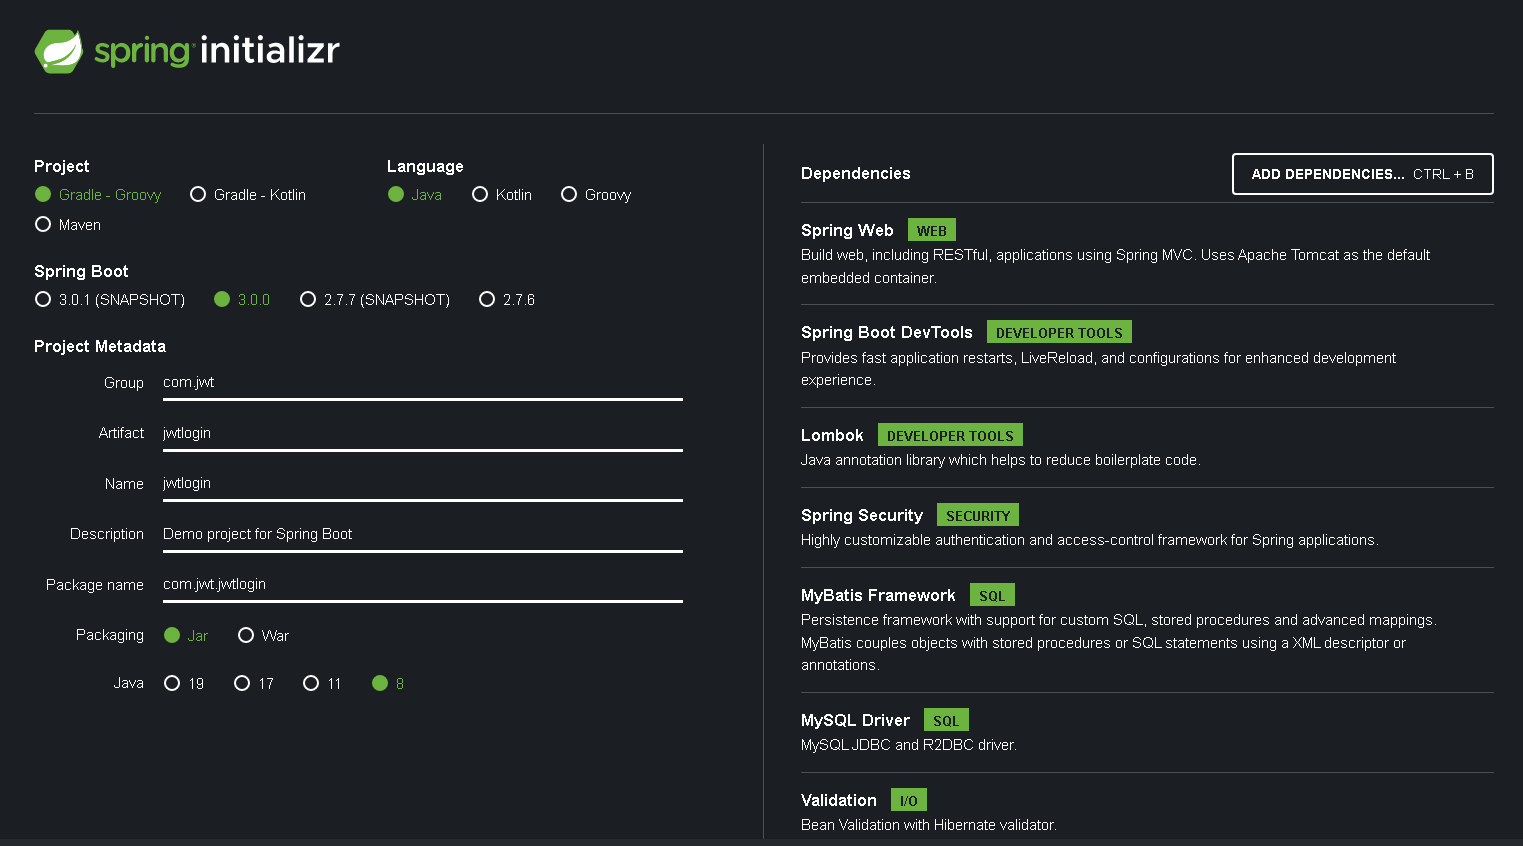 spring initializr
Project
Gradle - Groovy Gradle - Kotlin
Maven
Language
Java Kotlin Groovy
Spring Boot
3.0.1 (SNAPSHOT) 3.0.0 2.7.7 (SNAPSHOT) 2.7.6
Project Metadata
Group com.jwt
Artifact jwtlogin
Name jwtlogin
Description Demo project for Spring Boot
Package name com.jwt.jwtlogin
Packaging Jar War
Java 19 17 11 8
Dependencies ADD DEPENDENCIES... CTRL + B
Spring Web WEB
Build web, including RESTful, applications using Spring MVC. Uses Apache Tomcat as the default
embedded container.
Spring Boot DevTools DEVELOPER TOOLS
Provides fast application restarts, LiveReload, and configurations for enhanced development
experience.
Lombok DEVELOPER TOOLS
Java annotation library which helps to reduce boilerplate code.
Spring Security SECURITY
Highly customizable authentication and access-control framework for Spring applications.
MyBatis Framework SQL
Persistence framework with support for custom SQL, stored procedures and advanced mappings.
MyBatis couples objects with stored procedures or SQL statements using a XML descriptor or
annotations.
MySQL Driver SQL
MySQL JDBC and R2DBC driver.
Validation I/O
Bean Validation with Hibernate validator.